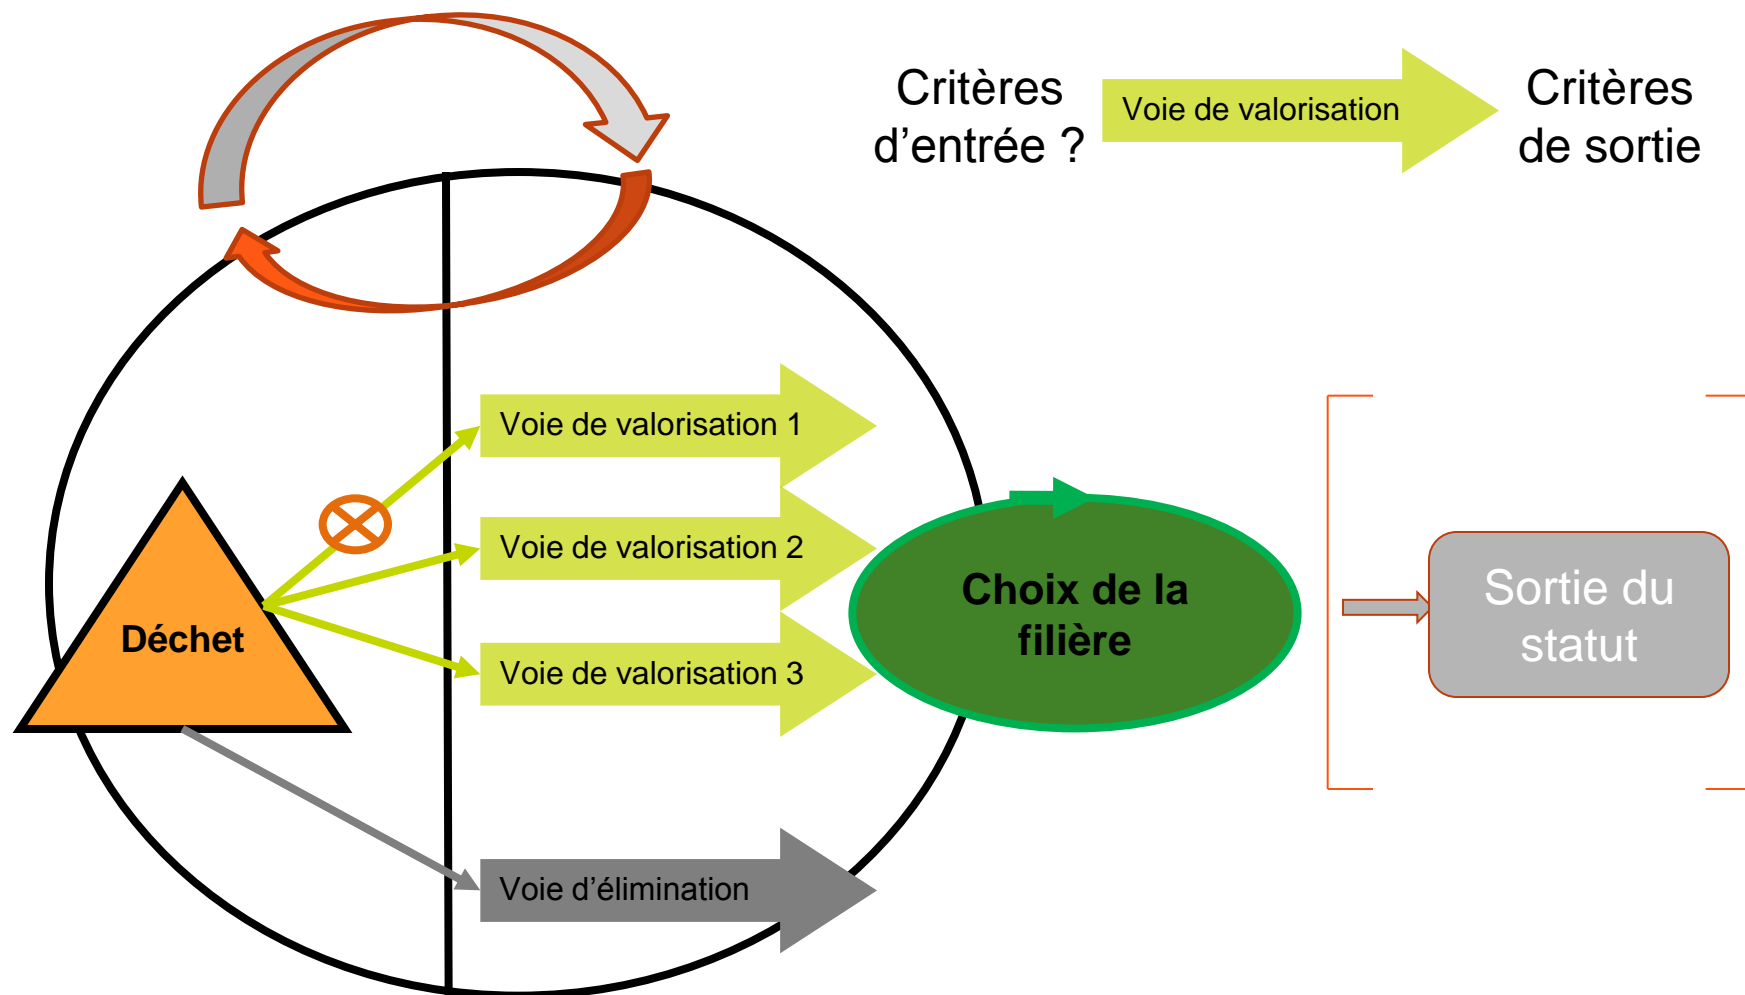 Critères
d’entrée ?
Voie de valorisation
Critères
de sortie
Voie de valorisation 1
Voie de valorisation 2
Voie de valorisation 3
Déchet
Choix de la
filière
Sortie du
statut
Voie d’élimination